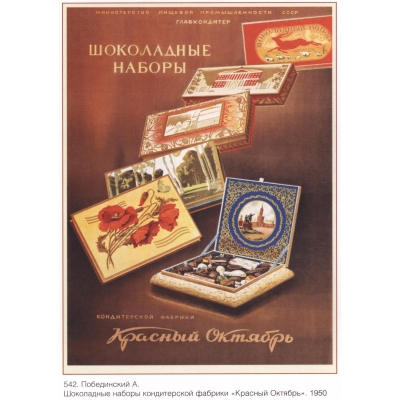 МИНИСТЕРСТВО ПИЩЕВОЙ ПРОМЫШЛЕННОСТИ СССР
ГЛАВКОНДИТЕР
ШОКОЛАДНЫЕ
НАБОРЫ
КОНДИТЕРСКОЙ ФАБРИКИ
Красный Октябрь
542. Побединский А.
Шоколадные наборы кондитерской фабрики «Красный Октябрь». 1950